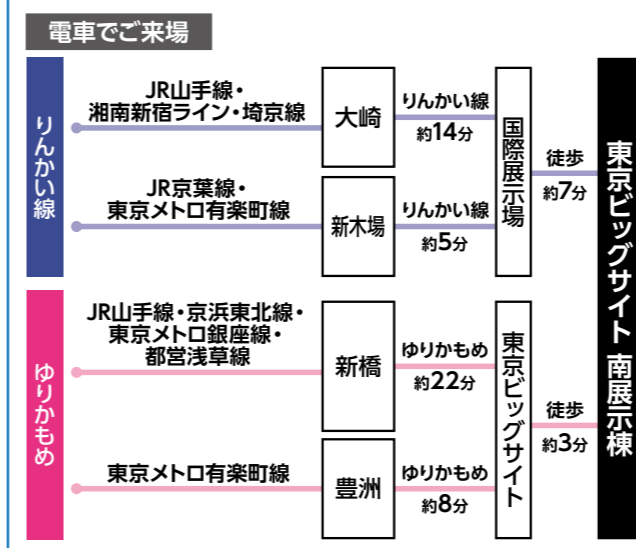 電車でご来場
りんかい線
JR山手線・
湘南新宿ライン・埼京線
大崎
りんかい線
約14分
JR京葉線・
東京メトロ有楽町線
新木場
りんかい線
約5分
国際展示場
徒歩
約7分
ゆりかもめ
JR山手線・京浜東北線・
東京メトロ銀座線・
都営浅草線
新橋
ゆりかもめ
約22分
東京メトロ有楽町線
豊洲
ゆりかもめ
約8分
東京ビッグサイト
徒歩
約3分
東京ビッグサイト 南展示棟